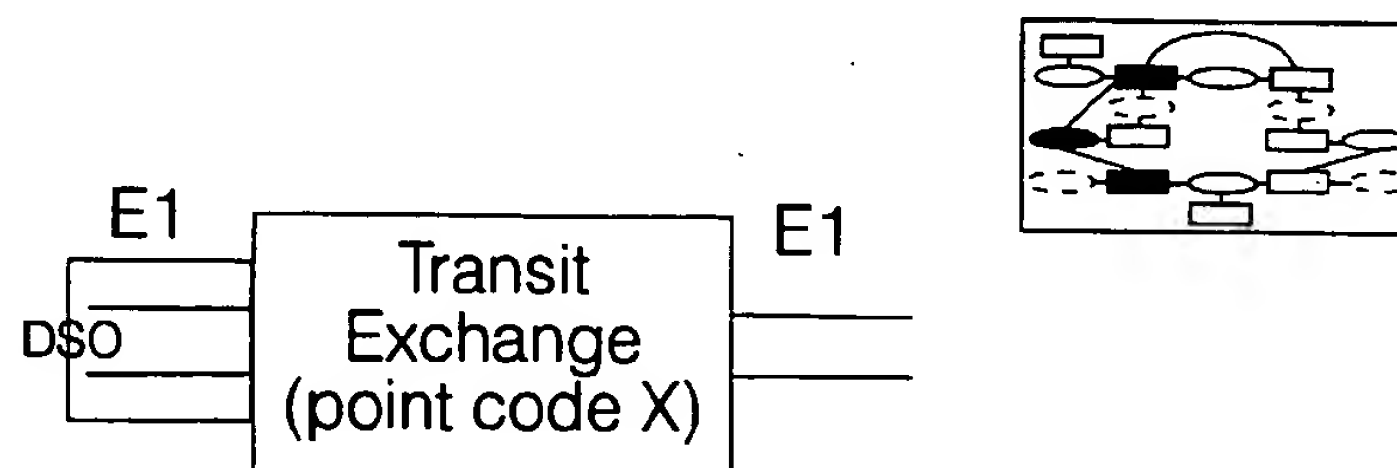 E1
Transit
Exchange
(point code X)
E1
DSO